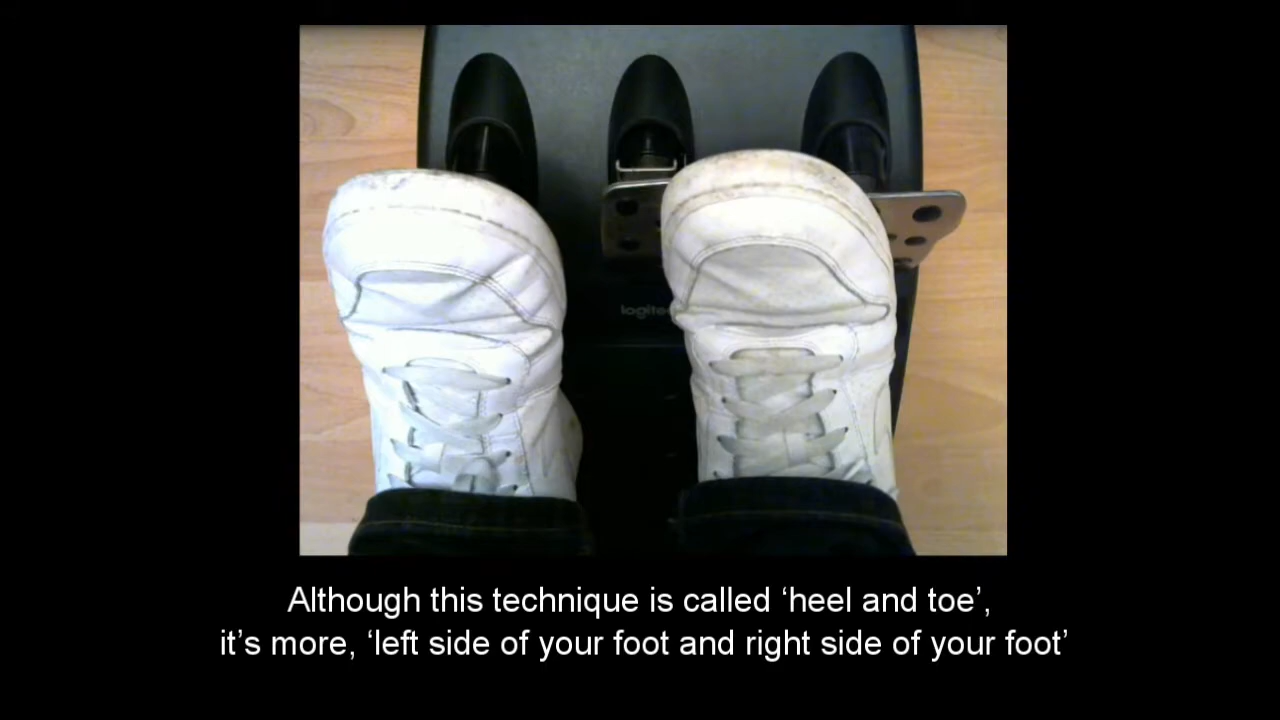 logitec
Although this technique is called ‘heel and toe’,
it’s more, ‘left side of your foot and right side of your foot’